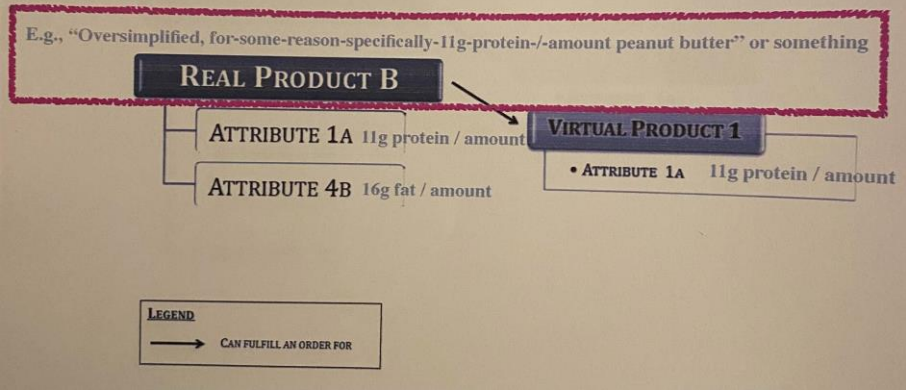 E.g., “Oversimplified, for-some-reason-specifically-11g-protein-/-amount peanut butter” or something
REAL PRODUCT B
ATTRIBUTE 1A 11g protein / amount
ATTRIBUTE 4B 16g fat / amount
VIRTUAL PRODUCT 1
• ATTRIBUTE 1A 11g protein / amount
LEGEND
CAN FULFILL AN ORDER FOR